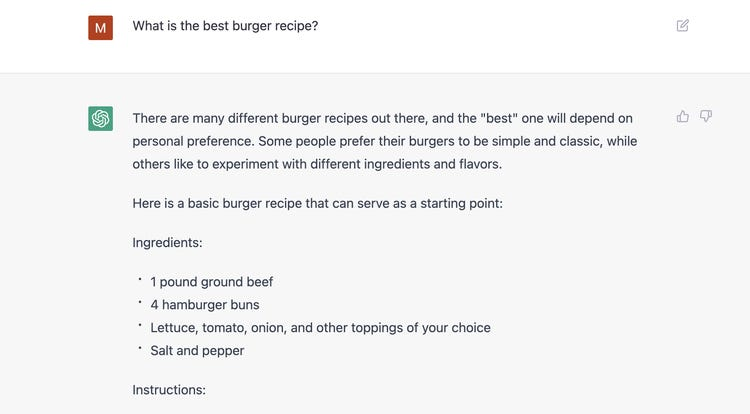 M
What is the best burger recipe?
There are many different burger recipes out there, and the "best" one will depend on
personal preference. Some people prefer their burgers to be simple and classic, while
others like to experiment with different ingredients and flavors.
Here is a basic burger recipe that can serve as a starting point:
Ingredients:
• 1 pound ground beef
• 4 hamburger buns
• Lettuce, tomato, onion, and other toppings of your choice
• Salt and pepper
Instructions: